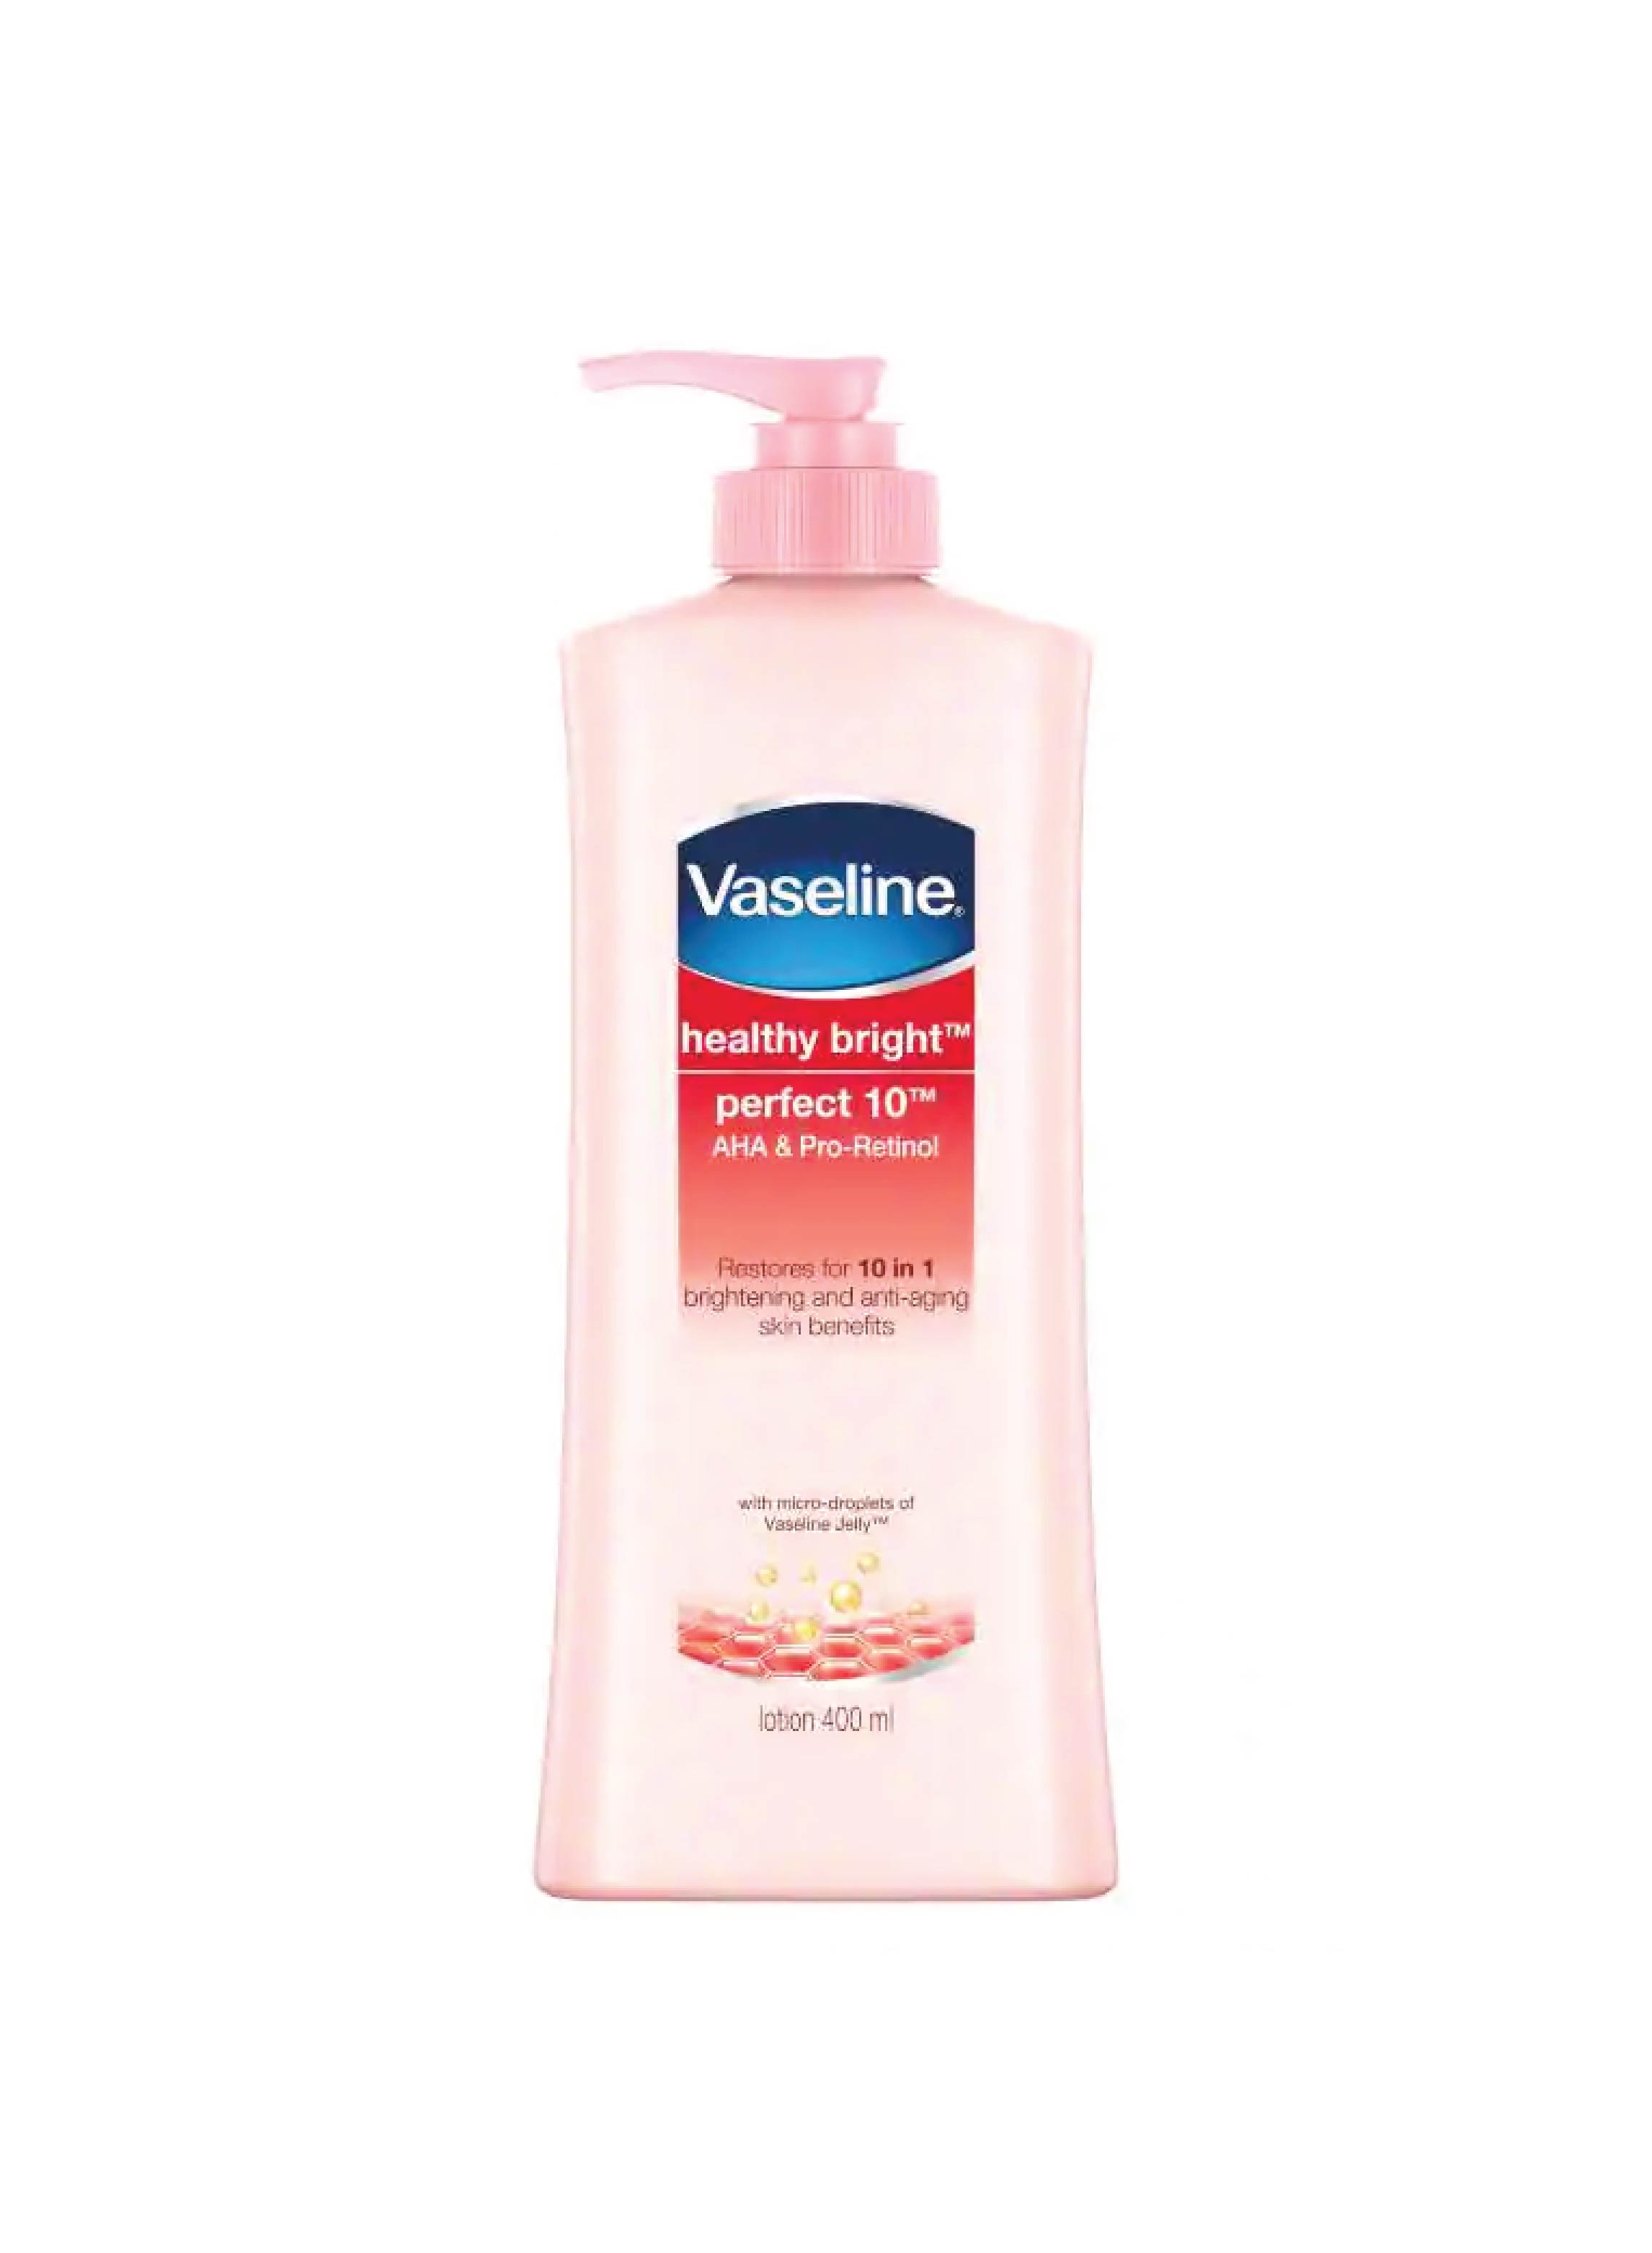 Vaseline®
healthy bright™
perfect 10™
AHA & Pro-Retinol
Restores for 10 in 1
brightening and anti-aging
skin benefits
with micro-droplets of
Vaseline Jelly™
lotion 400 ml